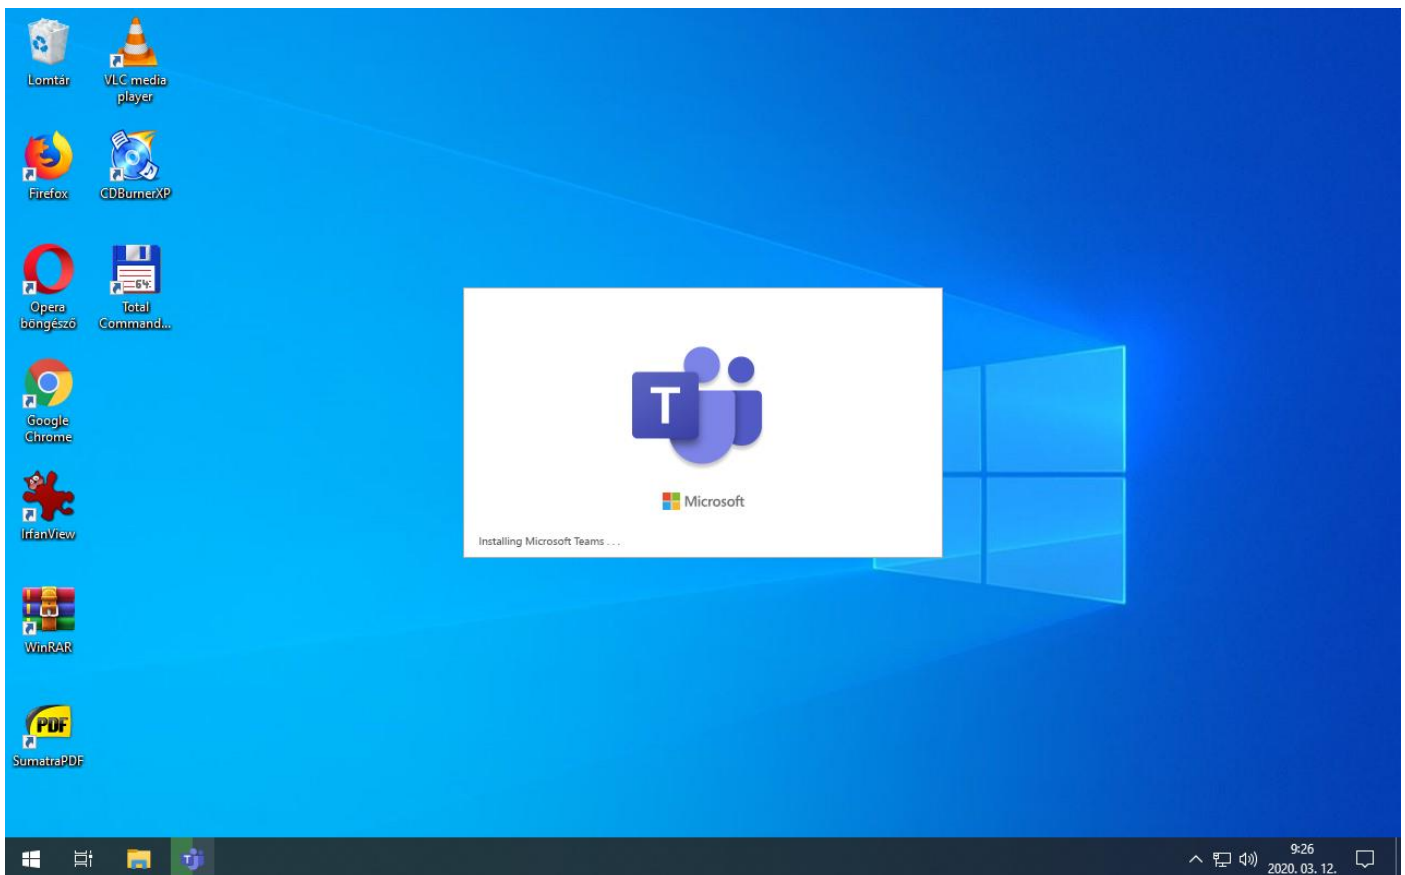 Lomtár
VLC media
player
Firefox
CDBurnerXP
Opera
böngésző
64
Total
Command...
Google
Chrome
IrfanView
WinRAR
PDF
SumatraPDF
T
Microsoft
Installing Microsoft Teams . . .
T
9:26
2020. 03. 12.